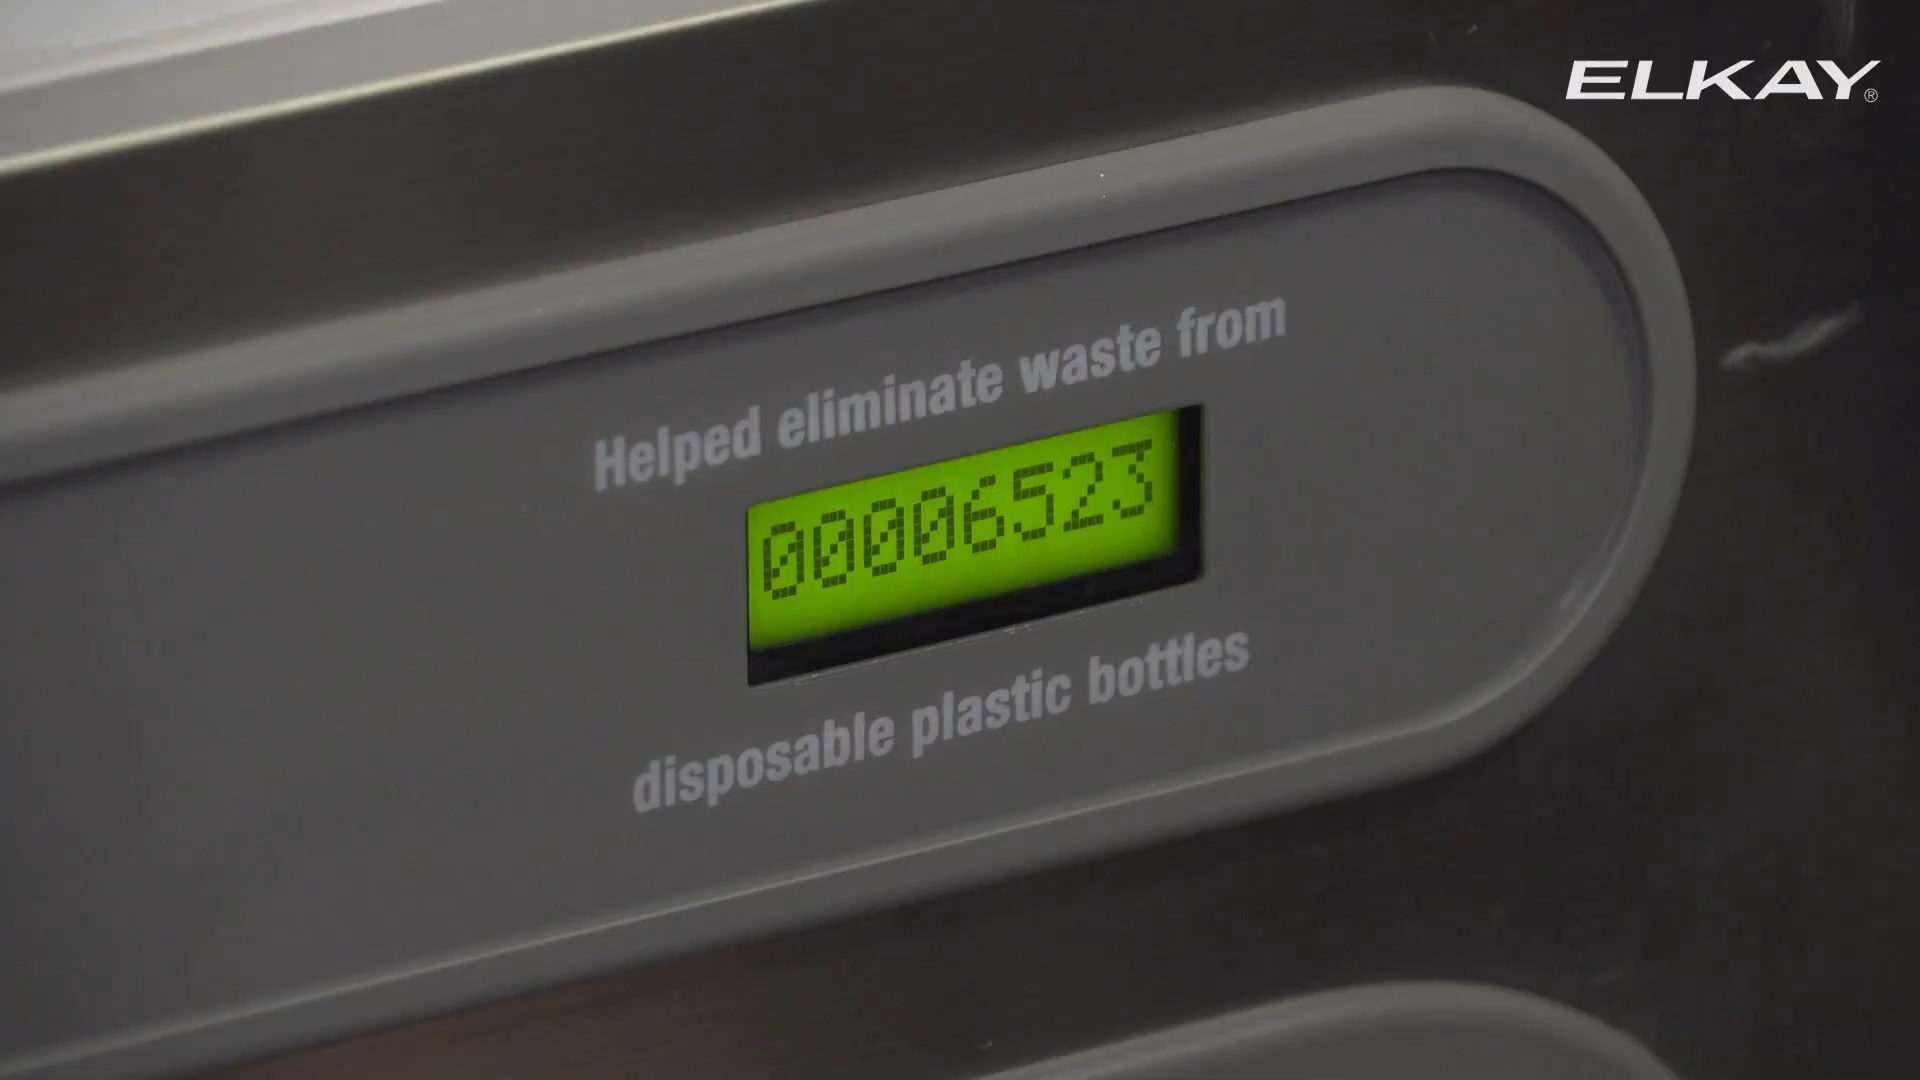 ELKAY®
Helped eliminate waste from
00006523
disposable plastic bottles